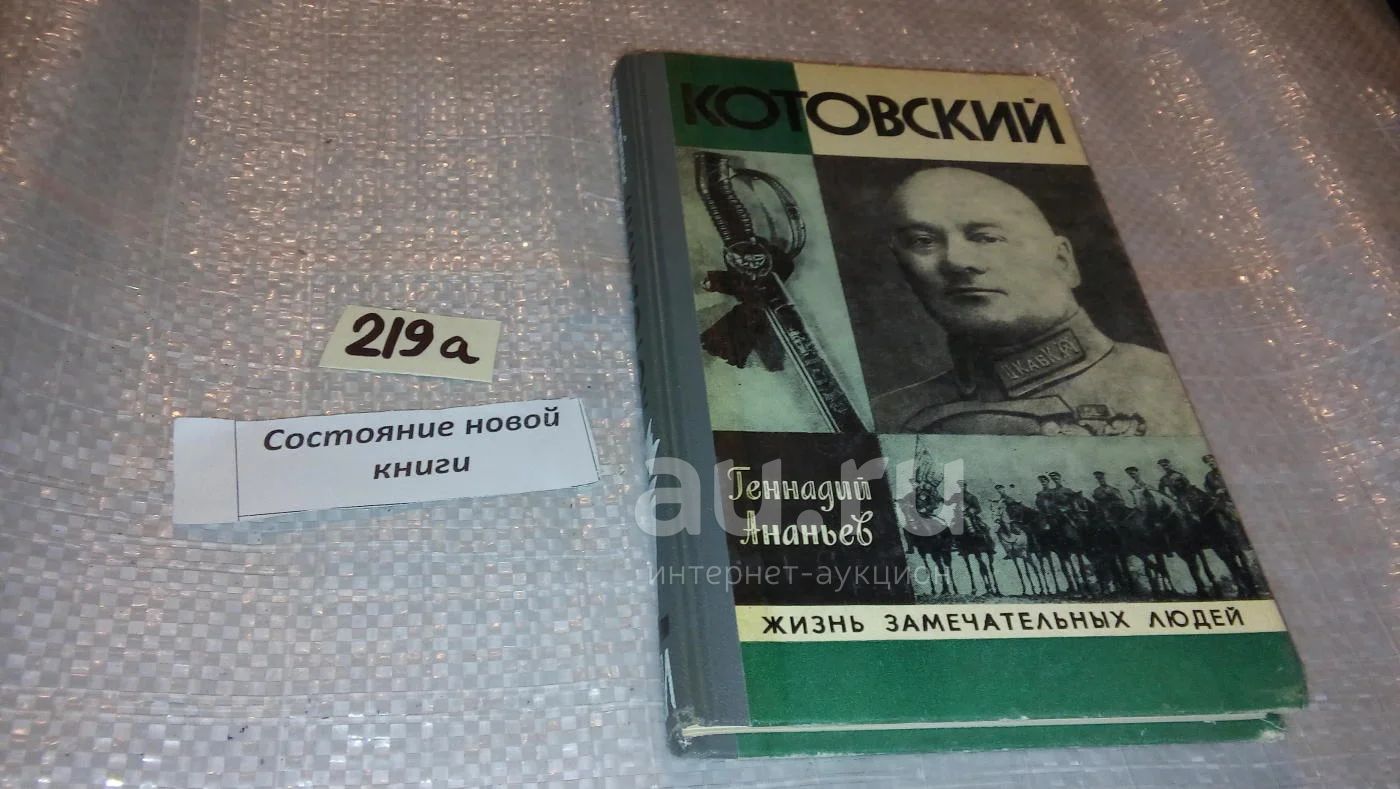 КОТОВСКИЙ
219а
Состояние новой
книги
Геннадий
Ананьев
au.ru
интернет-аукцион
ЖИЗНЬ ЗАМЕЧАТЕЛЬНЫХ ЛЮДЕЙ